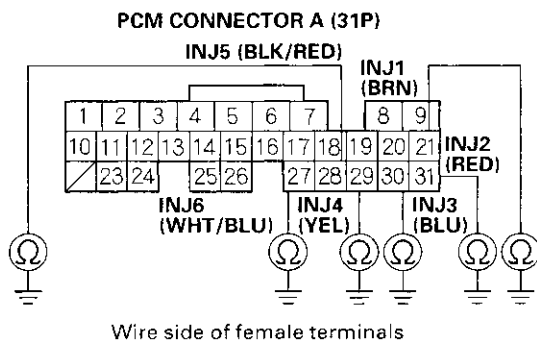 PCM CONNECTOR A (31P)
INJ5 (BLK/RED)
INJ1
(BRN)
1 2 3 4 5 6 7 8 9
10 11 12 13 14 15 16 17 18 19 20 21
INJ2
(RED)
23 24 25 26 27 28 29 30 31
INJ6
(WHT/BLU)
INJ4
(YEL)
INJ3
(BLU)
Ω Ω Ω Ω Ω Ω
Wire side of female terminals